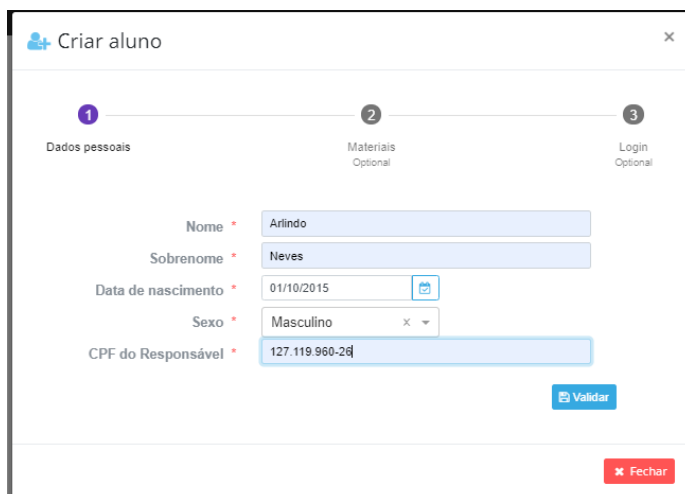 Criar aluno ×
1 2 3
Dados pessoais Materiais Login
Optional Optional
Nome * Arlindo
Sobrenome * Neves
Data de nascimento * 01/10/2015
Sexo * Masculino ×
CPF do Responsável * 127.119.960-26
Validar
× Fechar